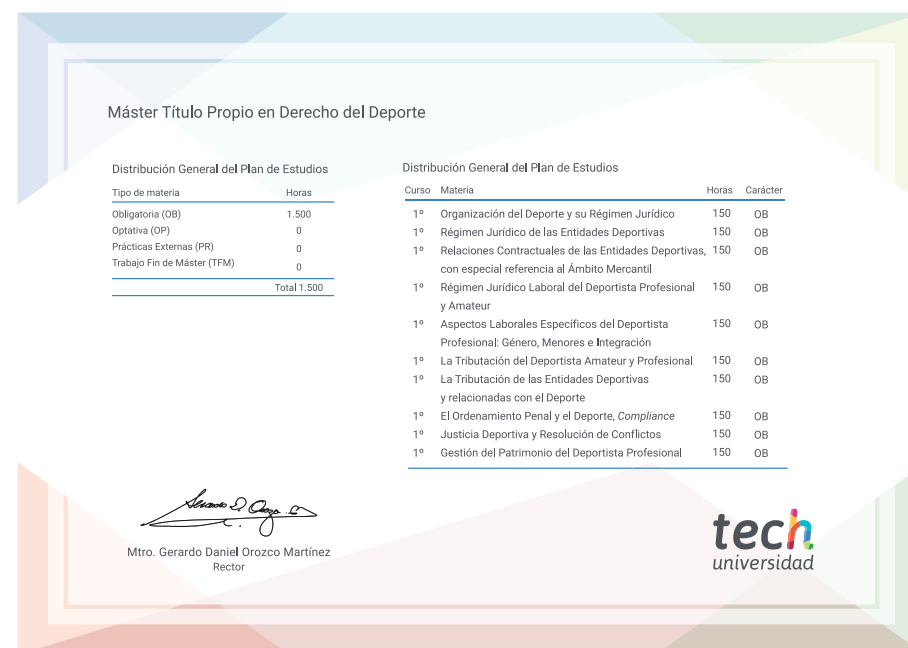 Máster Título Propio en Derecho del Deporte
Distribución General del Plan de Estudios
Tipo de materia Horas
Obligatoria (OB) 1.500
Optativa (OP) 0
Prácticas Externas (PR) 0
Trabajo Fin de Máster (TFM) 0
Total 1.500
Distribución General del Plan de Estudios
Curso Materia Horas Carácter
1º Organización del Deporte y su Régimen Jurídico 150 OB
1º Régimen Jurídico de las Entidades Deportivas 150 OB
1º Relaciones Contractuales de las Entidades Deportivas, 150 OB
con especial referencia al Ámbito Mercantil
1º Régimen Jurídico Laboral del Deportista Profesional 150 OB
y Amateur
1º Aspectos Laborales Específicos del Deportista 150 OB
Profesional: Género, Menores e Integración
1º La Tributación del Deportista Amateur y Profesional 150 OB
1º La Tributación de las Entidades Deportivas 150 OB
y relacionadas con el Deporte
1º El Ordenamiento Penal y el Deporte, Compliance 150 OB
1º Justicia Deportiva y Resolución de Conflictos 150 OB
1º Gestión del Patrimonio del Deportista Profesional 150 OB
Mtro. Gerardo Daniel Orozco Martínez
Rector
tech
universidad